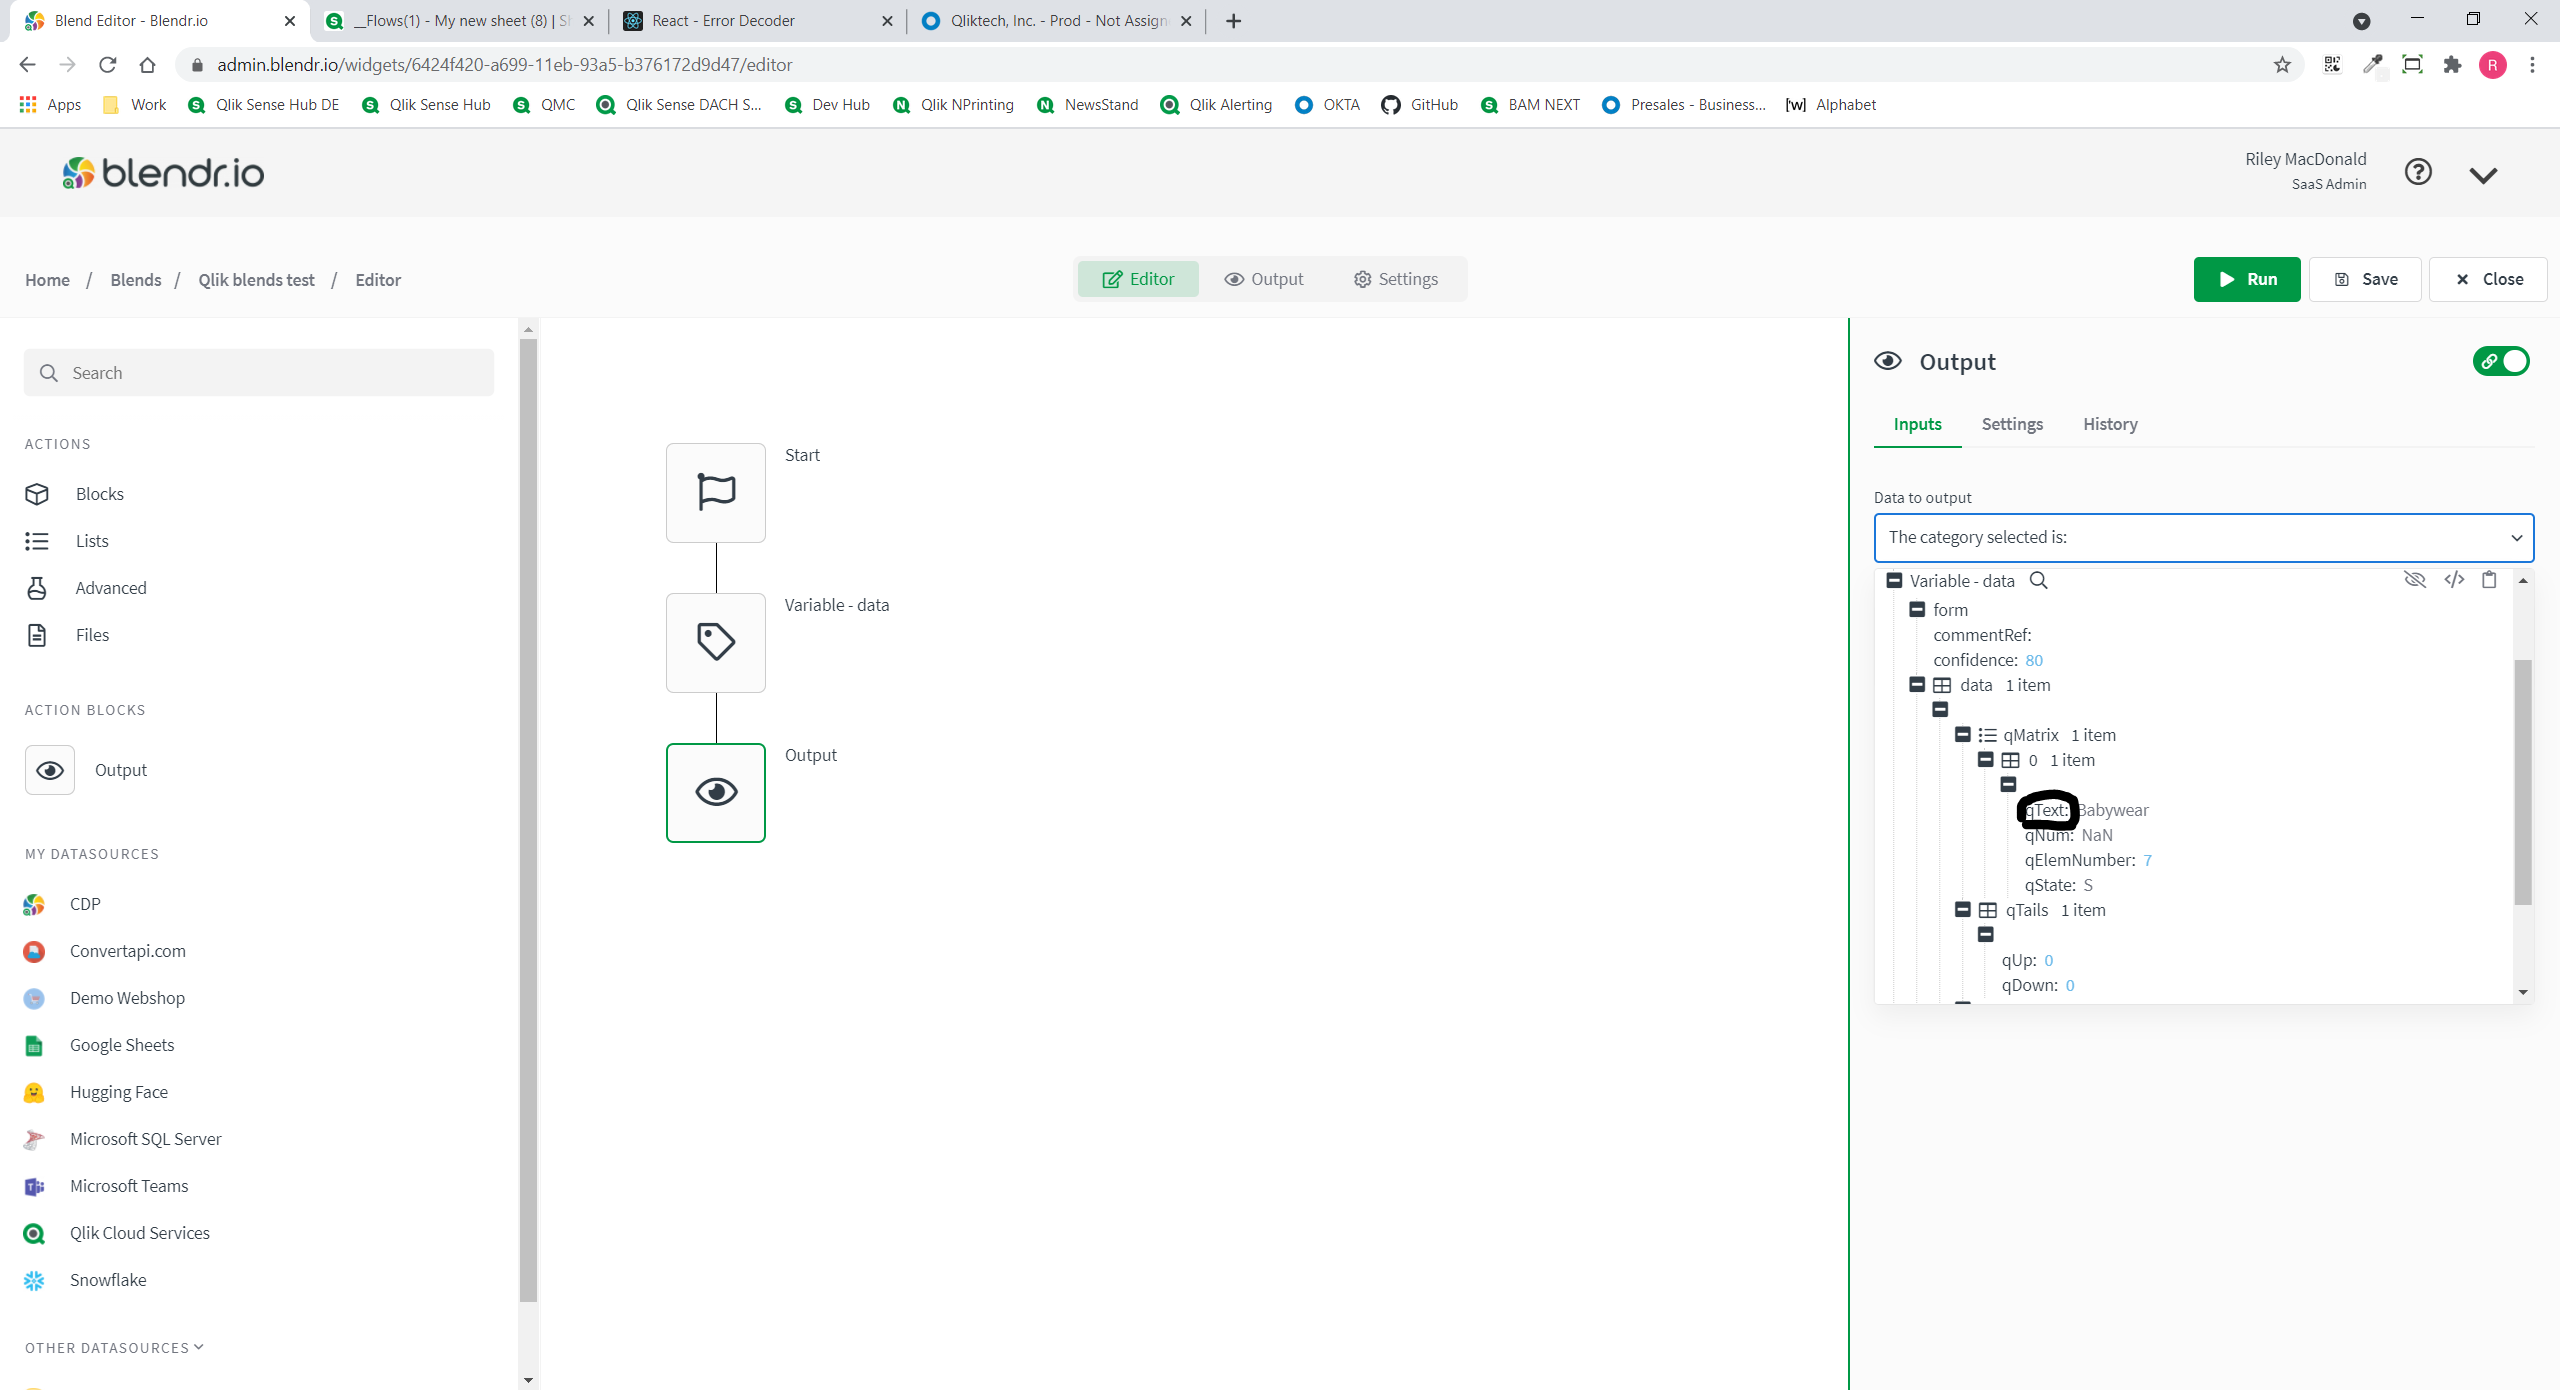 Blend Editor - Blendr.io
__Flows(1) - My new sheet (8) | S
React - Error Decoder
Qliktech, Inc. - Prod - Not Assign
admin.blendr.io/widgets/6424f420-a699-11eb-93a5-b376172d9d47/editor
R
Apps
Work
Qlik Sense Hub DE
Qlik Sense Hub
QMC
Qlik Sense DACH S...
Dev Hub
Qlik NPrinting
NewsStand
Qlik Alerting
OKTA
GitHub
BAM NEXT
Presales - Business...
[w] Alphabet
blendr.io
Riley MacDonald
SaaS Admin
Home / Blends / Qlik blends test / Editor
Editor
Output
Settings
Run
Save
Close
Search
ACTIONS
Blocks
Lists
Advanced
Files
ACTION BLOCKS
Output
MY DATASOURCES
CDP
Convertapi.com
Demo Webshop
Google Sheets
Hugging Face
Microsoft SQL Server
Microsoft Teams
Qlik Cloud Services
Snowflake
OTHER DATASOURCES
Start
Variable - data
Output
Output
Inputs
Settings
History
Data to output
The category selected is:
Variable - data
form
commentRef:
confidence: 80
data 1 item
qMatrix 1 item
0 1 item
qText: Babywear
qNum: NaN
qElemNumber: 7
qState: S
qTails 1 item
qUp: 0
qDown: 0